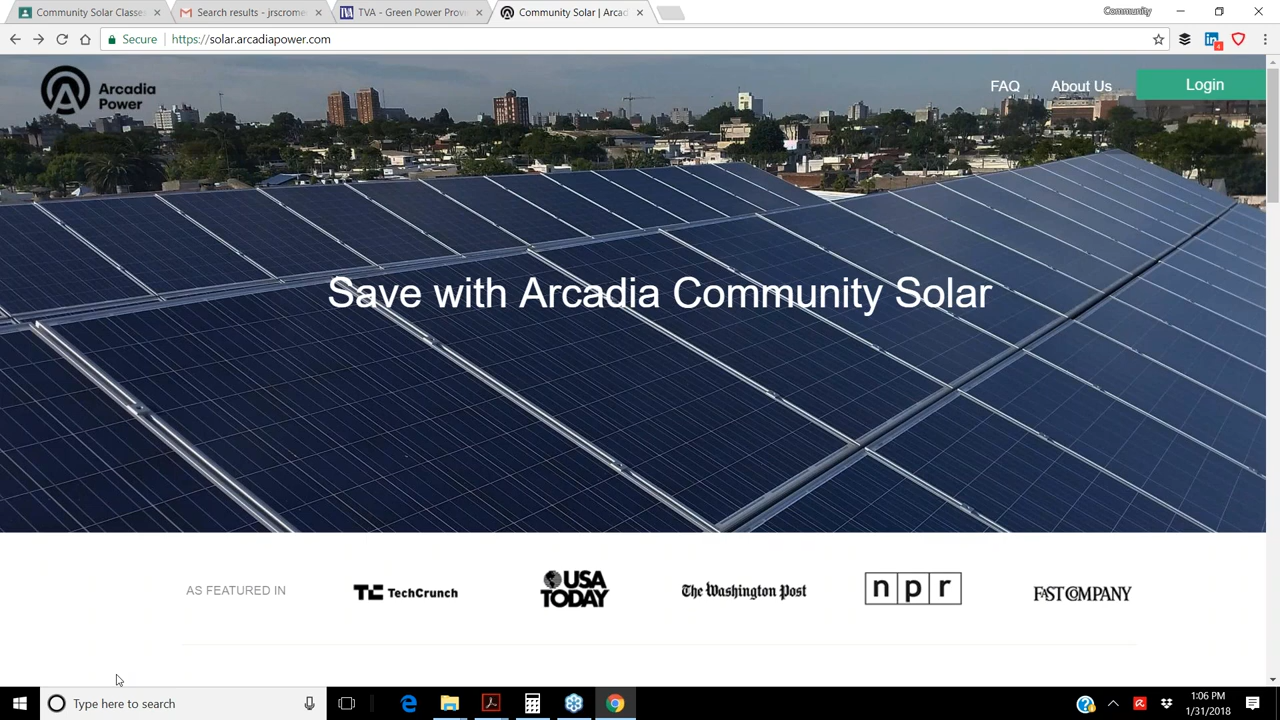 Community Solar Classes
Search results - jrscrome
TVA - Green Power Prov
Community Solar | Arcad
Community
Secure
https://solar.arcadiapower.com
4
Arcadia
Power
FAQ
About Us
Login
Save with Arcadia Community Solar
AS FEATURED IN
TC TechCrunch
USA
TODAY
The Washington Post
npr
FAST COMPANY
Type here to search
1:06 PM
1/31/2018